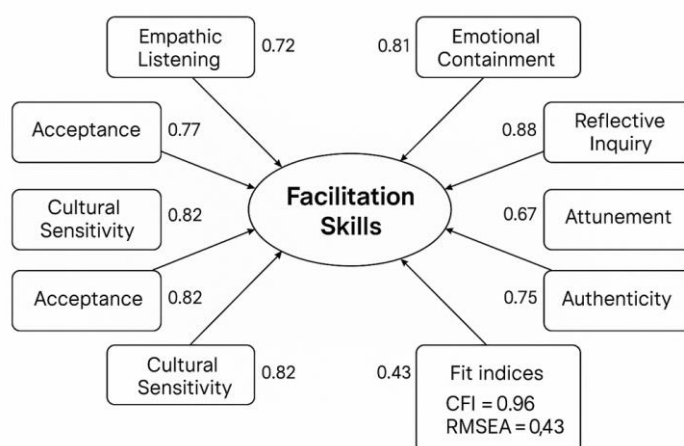 Empathic
Listening
0.72
0.81
Emotional
Containment
Acceptance
0.77
0.88
Reflective
Inquiry
Facilitation
Skills
Cultural
Sensitivity
0.82
0.67
Attunement
Acceptance
0.82
0.75
Authenticity
Cultural
Sensitivity
0.82
0.43
Fit indices
CFI = 0.96
RMSEA = 0,43